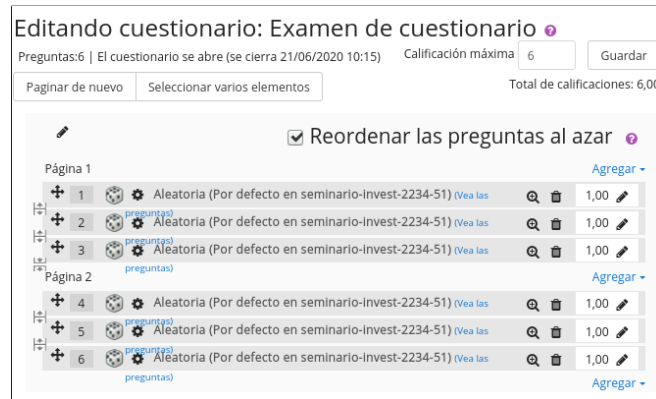 Editando cuestionario: Examen de cuestionario
Preguntas:6 | El cuestionario se abre (se cierra 21/06/2020 10:15) Calificación máxima 6 Guardar
Paginar de nuevo Seleccionar varios elementos Total de calificaciones: 6,00
Reordenar las preguntas al azar
Página 1 Agregar
1 Aleatoria (Por defecto en seminario-invest-2234-51) (Vea las preguntas) 1,00
2 Aleatoria (Por defecto en seminario-invest-2234-51) (Vea las preguntas) 1,00
3 Aleatoria (Por defecto en seminario-invest-2234-51) (Vea las preguntas) 1,00
Página 2 Agregar
4 Aleatoria (Por defecto en seminario-invest-2234-51) (Vea las preguntas) 1,00
5 Aleatoria (Por defecto en seminario-invest-2234-51) (Vea las preguntas) 1,00
6 Aleatoria (Por defecto en seminario-invest-2234-51) (Vea las preguntas) 1,00
Agregar